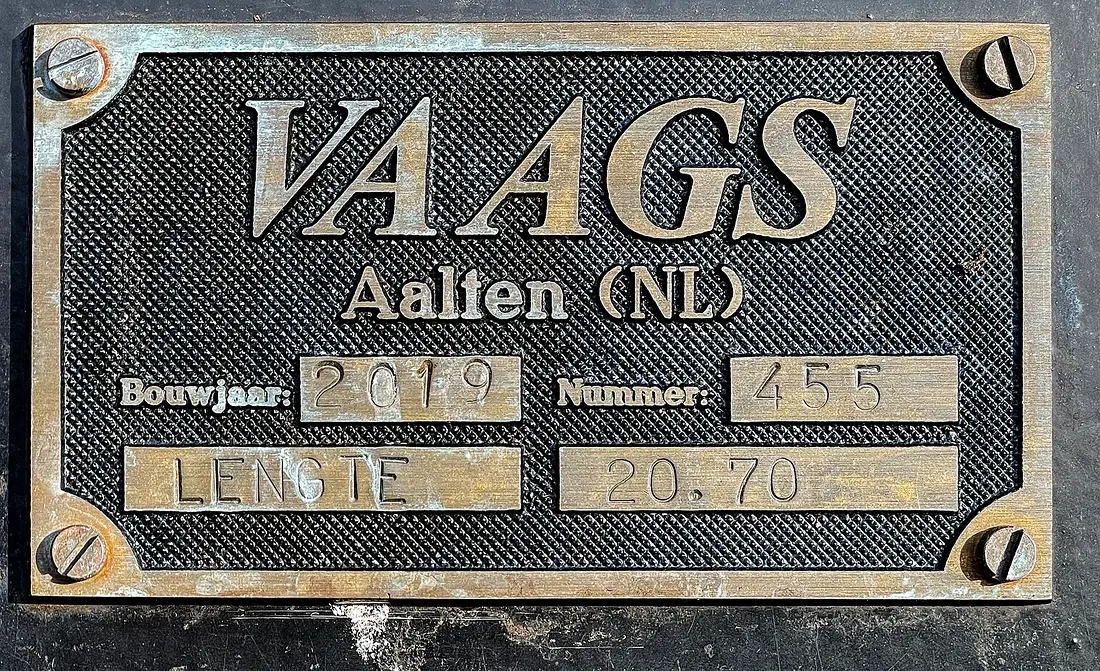 VAAGS
Aalten (NL)
Bouwjaar: 2019 Nummer: 455
LENGTE 20.70